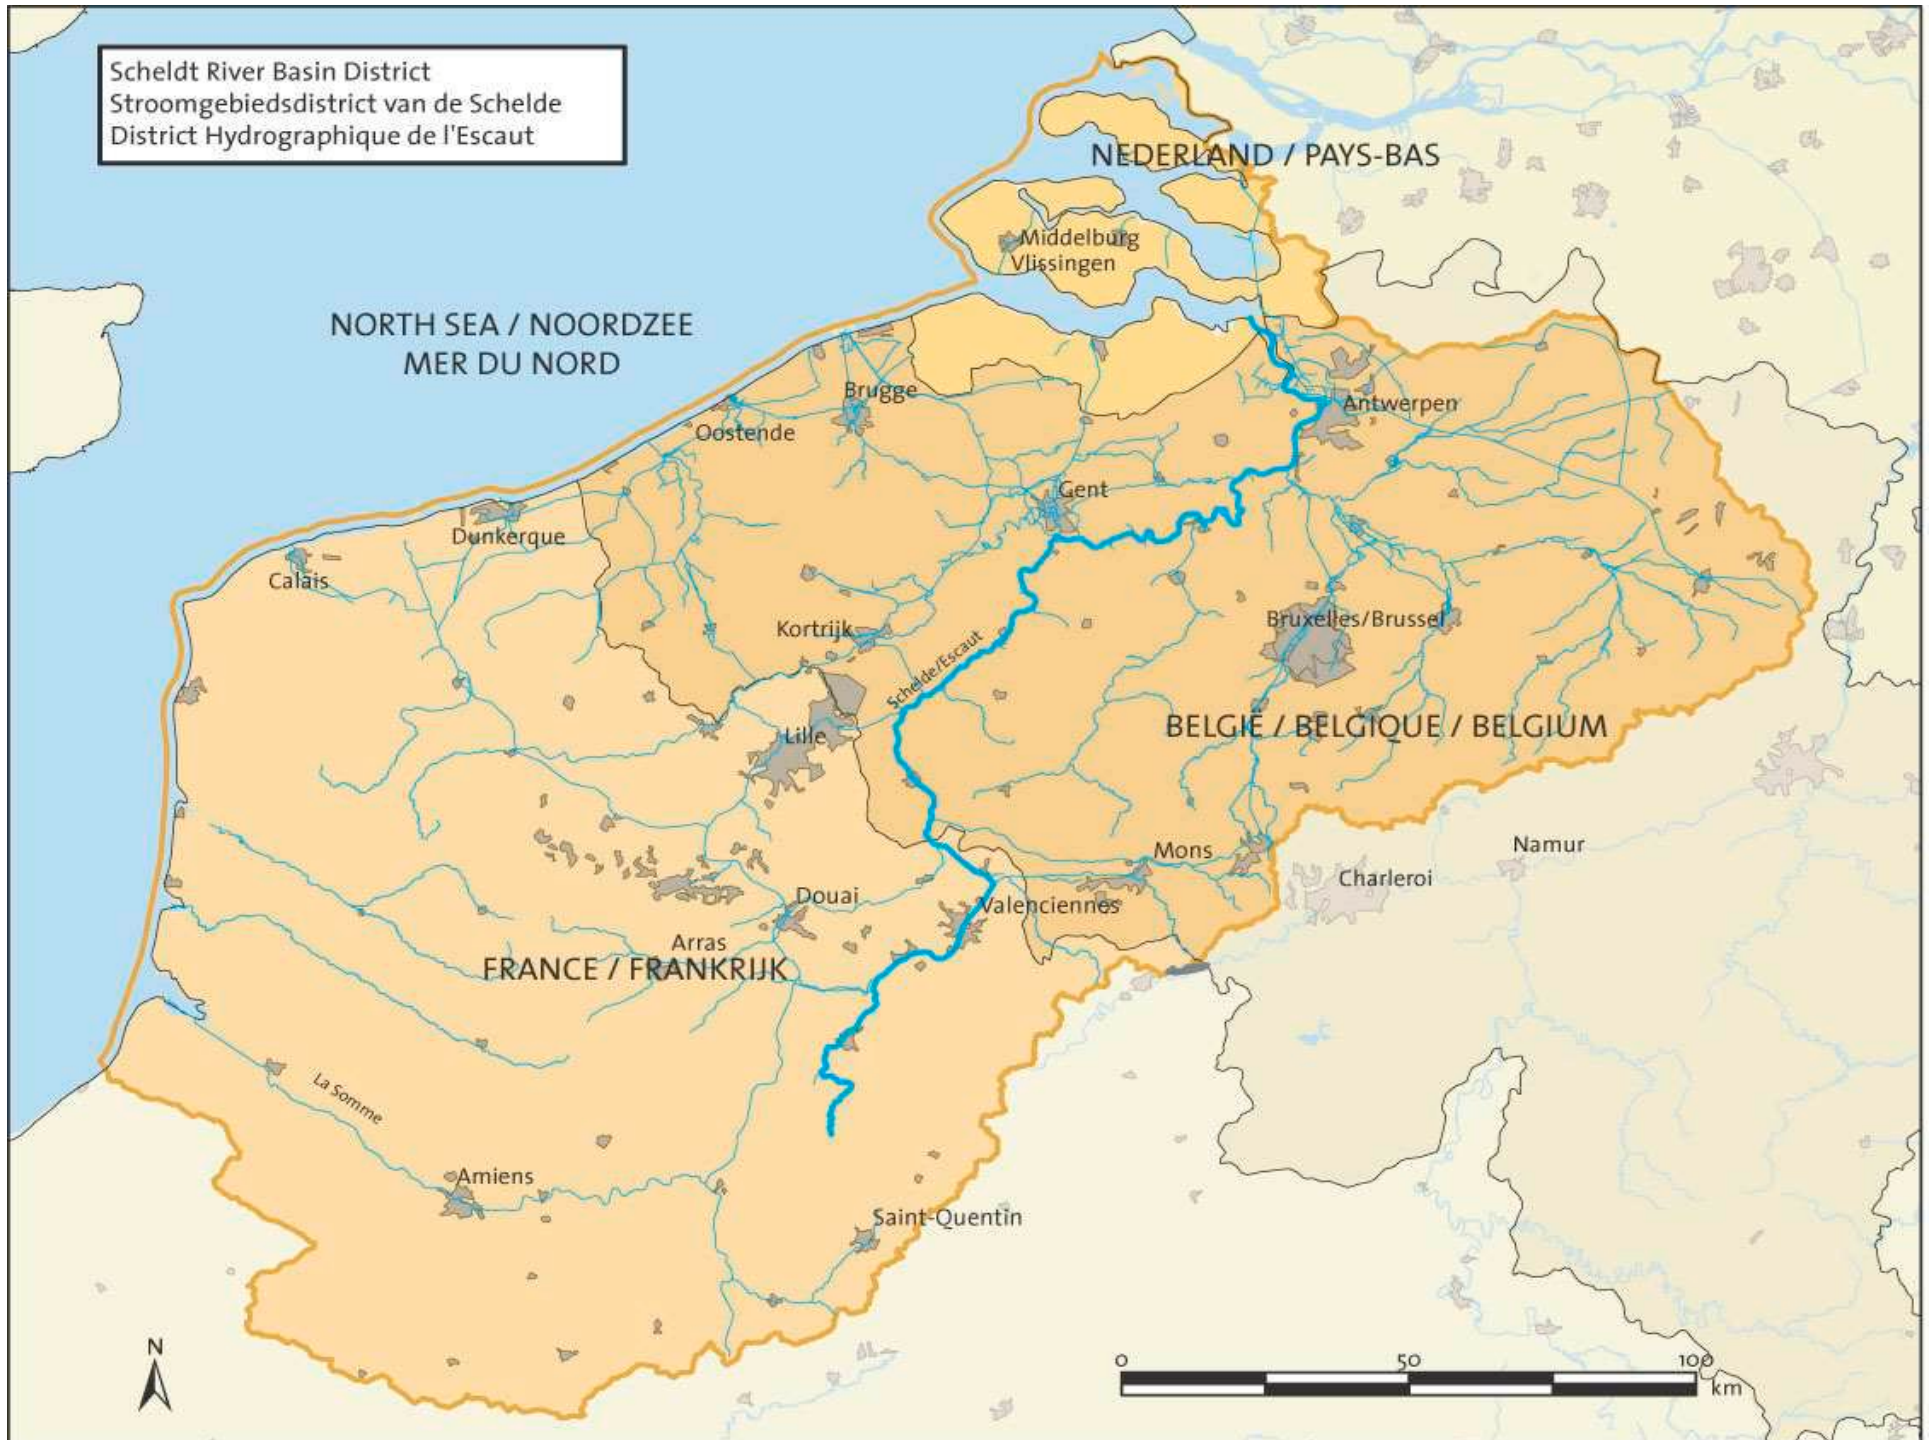 Scheldt River Basin District
Stroomgebiedsdistrict van de Schelde
District Hydrographique de l'Escaut
NEDERLAND / PAYS-BAS
Middelburg
Vlissingen
NORTH SEA / NOORDZEE
MER DU NORD
Brugge
Antwerpen
Oostende
Gent
Dunkerque
Calais
Bruxelles/Brussel
Kortrijk
Schelde/Escaut
BELGIË / BELGIQUE / BELGIUM
Lille
Mons
Namur
Charleroi
Douai
Valenciennes
Arras
FRANCE / FRANKRIJK
La Somme
Amiens
Saint-Quentin
N
0 50 100
km